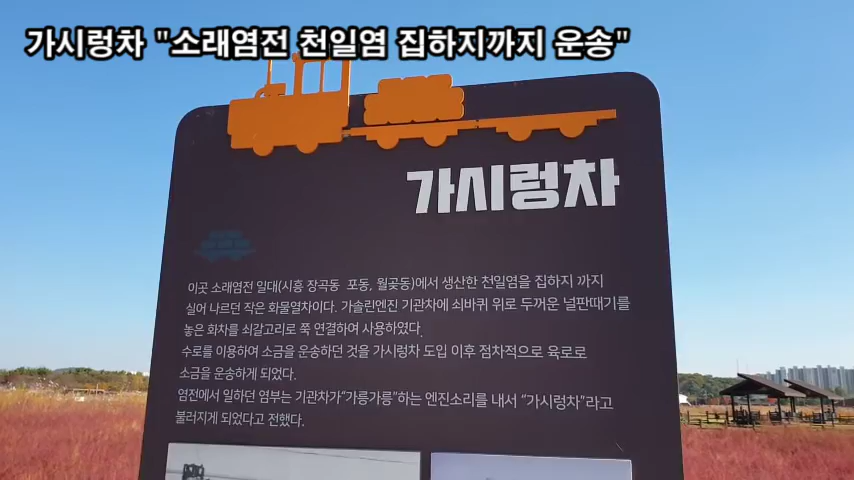 가시렁차 "소래염전 천일염 집하지까지 운송"
가시렁차
이곳 소래염전 일대(시흥 장곡동 포동, 월곶동)에서 생산한 천일염을 집하지 까지
실어 나르던 작은 화물열차이다. 가솔린엔진 기관차에 쇠바퀴 위로 두꺼운 널판때기를
놓은 화차를 쇠갈고리로 쭉 연결하여 사용하였다.
수로를 이용하여 소금을 운송하던 것을 가시렁차 도입 이후 점차적으로 육로로
소금을 운송하게 되었다.
염전에서 일하던 염부는 기관차가"가릉가릉"하는 엔진소리를 내서 "가시렁차"라고
불러지게 되었다고 전했다.